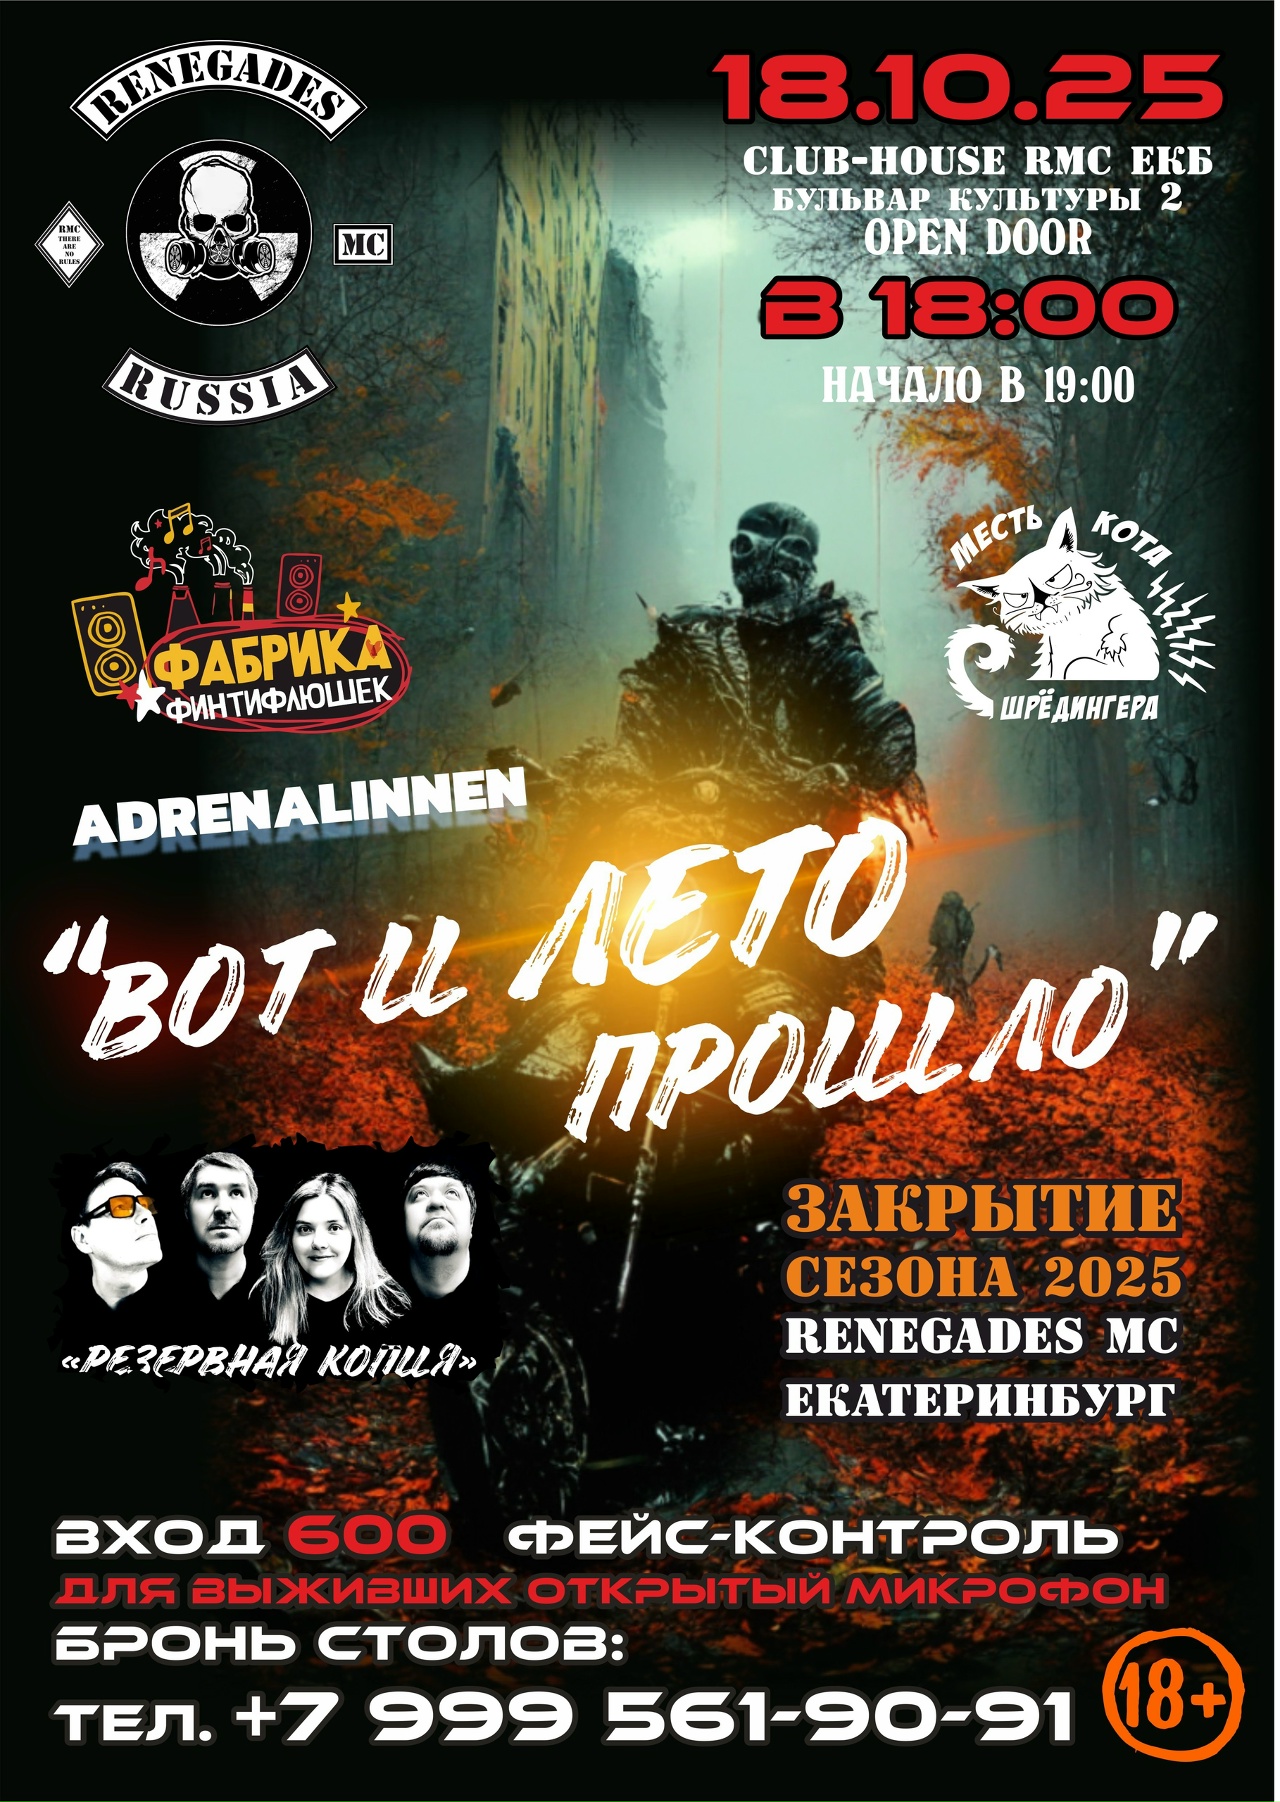 RENEGADES
RMC
THERE
ARE
NO
RULES
MC
RUSSIA
18.10.25
CLUB-HOUSE RMC ЕКБ
БУЛЬВАР КУЛЬТУРЫ 2
OPEN DOOR
В 18:00
НАЧАЛО В 19:00
ФАБРИКА
ФИНТИФЛЮШЕК
МЕСТЬ КОТА
ШРЁДИНГЕРА
ADRENALINNEN
"ВОТ И ЛЕТО
ПРОШЛО"
«РЕЗЕРВНАЯ КОПИЯ»
ЗАКРЫТИЕ
СЕЗОНА 2025
RENEGADES MC
ЕКАТЕРИНБУРГ
ВХОД 600 ФЕЙС-КОНТРОЛЬ
ДЛЯ ВЫЖИВШИХ ОТКРЫТЫЙ МИКРОФОН
БРОНЬ СТОЛОВ:
ТЕЛ. +7 999 561-90-91
18+